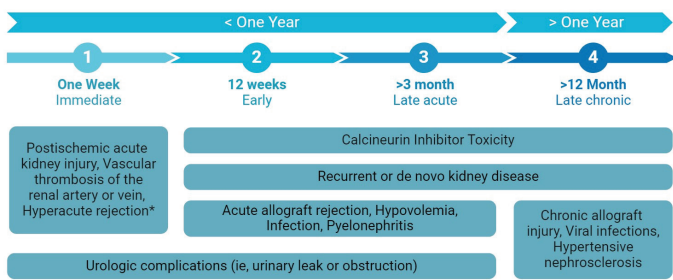 < One Year
> One Year
1
2
3
4
One Week
Immediate
12 weeks
Early
>3 month
Late acute
>12 Month
Late chronic
Postischemic acute
kidney injury, Vascular
thrombosis of the
renal artery or vein,
Hyperacute rejection*
Calcineurin Inhibitor Toxicity
Recurrent or de novo kidney disease
Acute allograft rejection, Hypovolemia,
Infection, Pyelonephritis
Chronic allograft
injury, Viral infections,
Hypertensive
nephrosclerosis
Urologic complications (ie, urinary leak or obstruction)